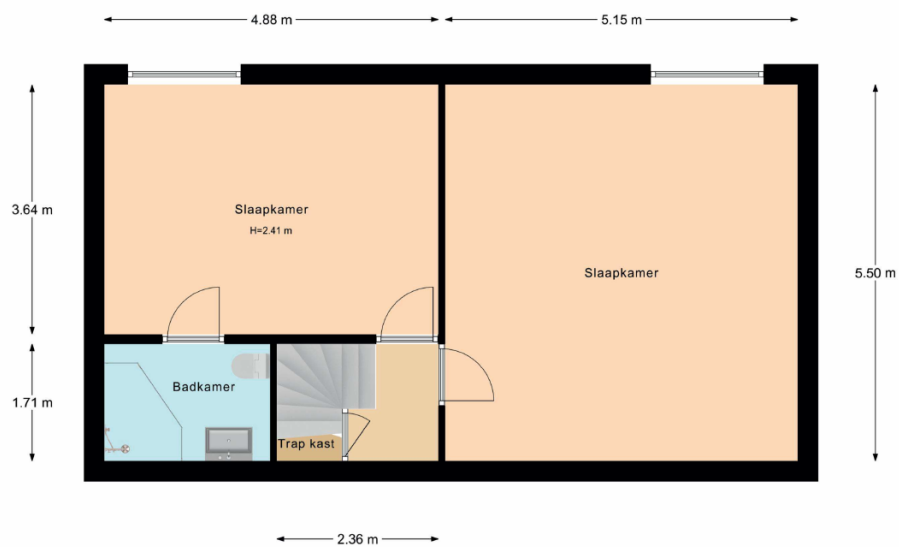 4.88 m
5.15 m
3.64 m
Slaapkamer
H=2.41 m
Slaapkamer
5.50 m
1.71 m
Badkamer
Trap kast
2.36 m